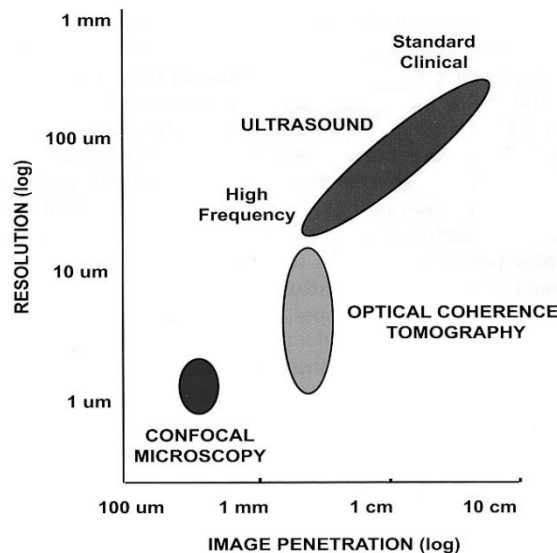 1 mm
Standard
Clinical
ULTRASOUND
100 um
High
Frequency
RESOLUTION (log)
10 um
OPTICAL COHERENCE
TOMOGRAPHY
1 um
CONFOCAL
MICROSCOPY
100 um 1 mm 1 cm 10 cm
IMAGE PENETRATION (log)